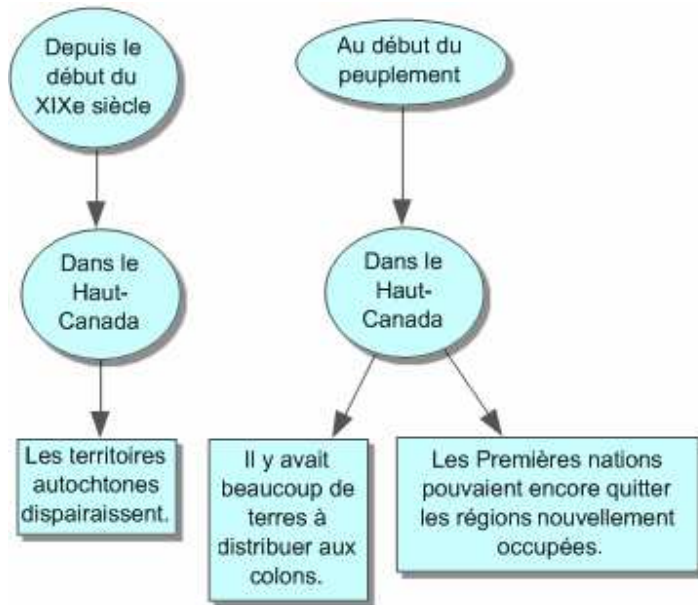 Depuis le
début du
XIXe siècle
Au début du
peuplement
Dans le
Haut-
Canada
Dans le
Haut-
Canada
Les territoires
autochtones
dispairaissent.
Il y avait
beaucoup de
terres à
distribuer aux
colons.
Les Premières nations
pouvaient encore quitter
les régions nouvellement
occupées.